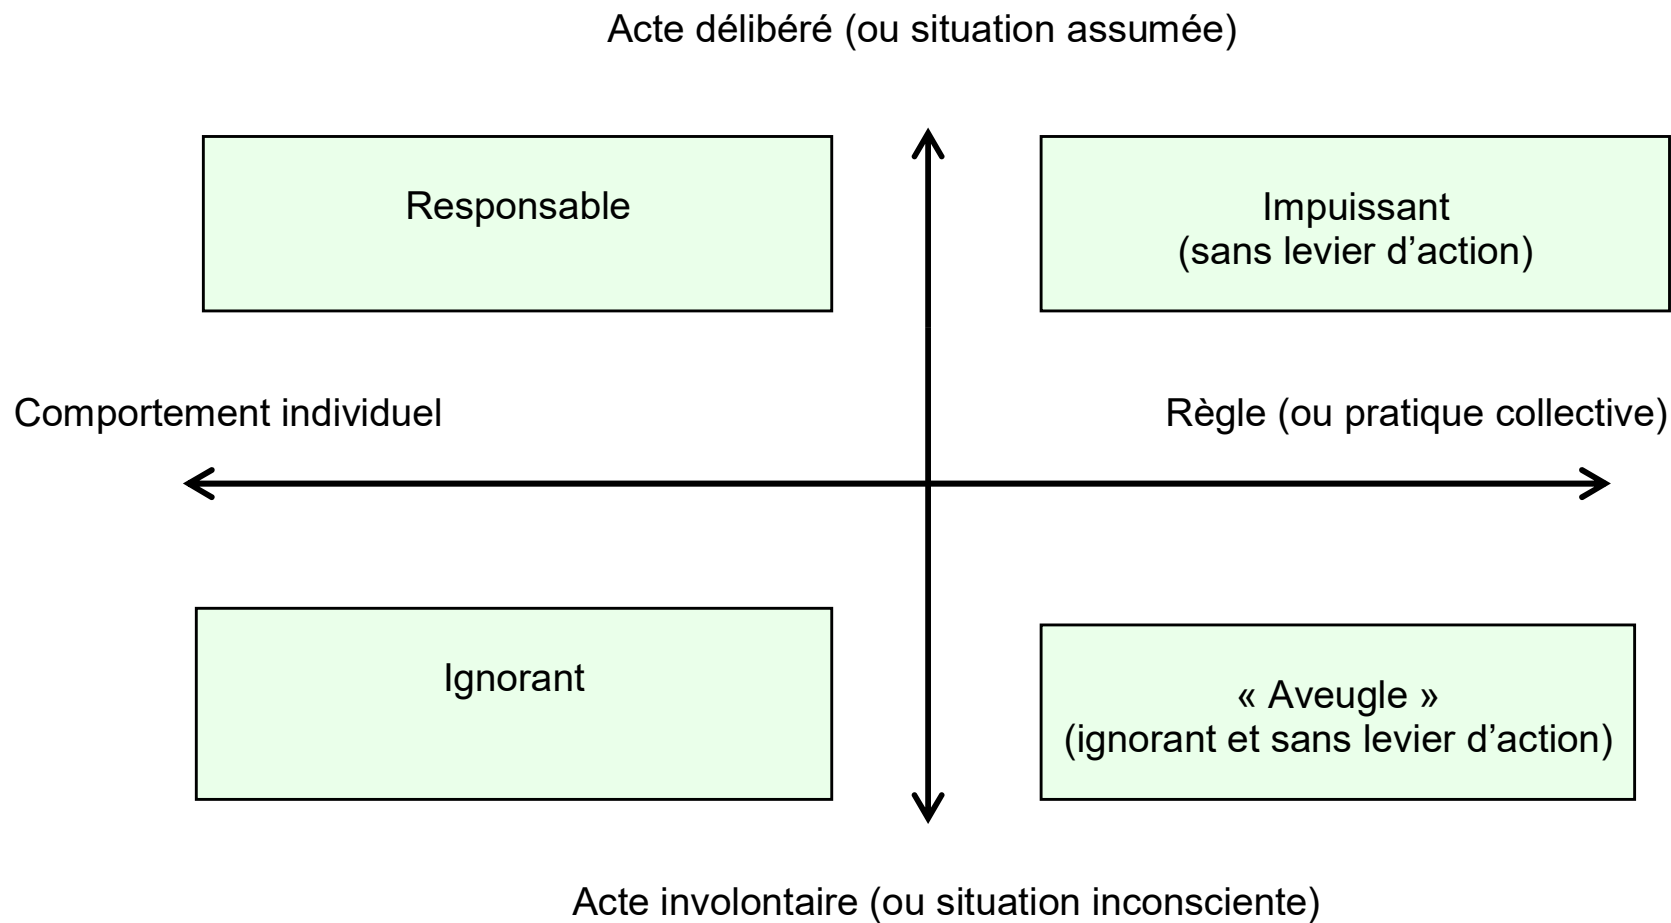 Acte délibéré (ou situation assumée)
Responsable
Impuissant
(sans levier d’action)
Comportement individuel
Règle (ou pratique collective)
Ignorant
« Aveugle »
(ignorant et sans levier d’action)
Acte involontaire (ou situation inconsciente)